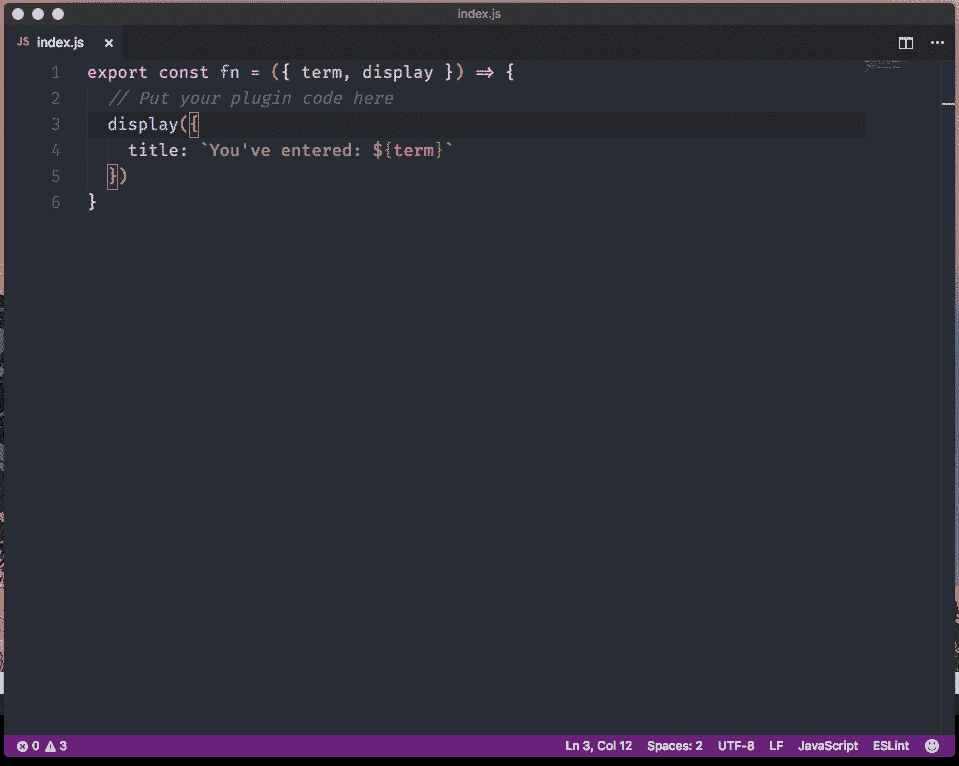 index.js
JS index.js ×
1 export const fn = ({ term, display }) => {
2 // Put your plugin code here
3 display({
4 title: `You've entered: ${term}`
5 })
6 }
0 3 Ln 3, Col 12 Spaces: 2 UTF-8 LF JavaScript ESLint